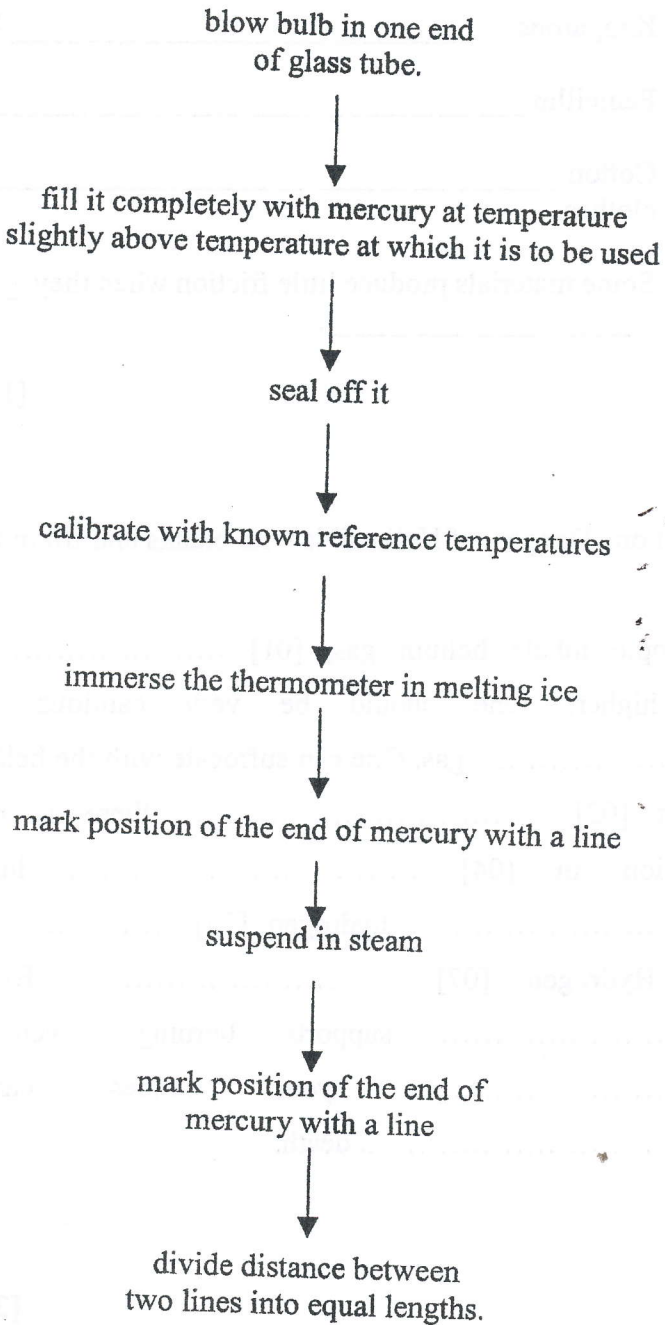 blow bulb in one end
of glass tube.
fill it completely with mercury at temperature
slightly above temperature at which it is to be used
seal off it
calibrate with known reference temperatures
immerse the thermometer in melting ice
mark position of the end of mercury with a line
suspend in steam
mark position of the end of
mercury with a line
divide distance between
two lines into equal lengths.